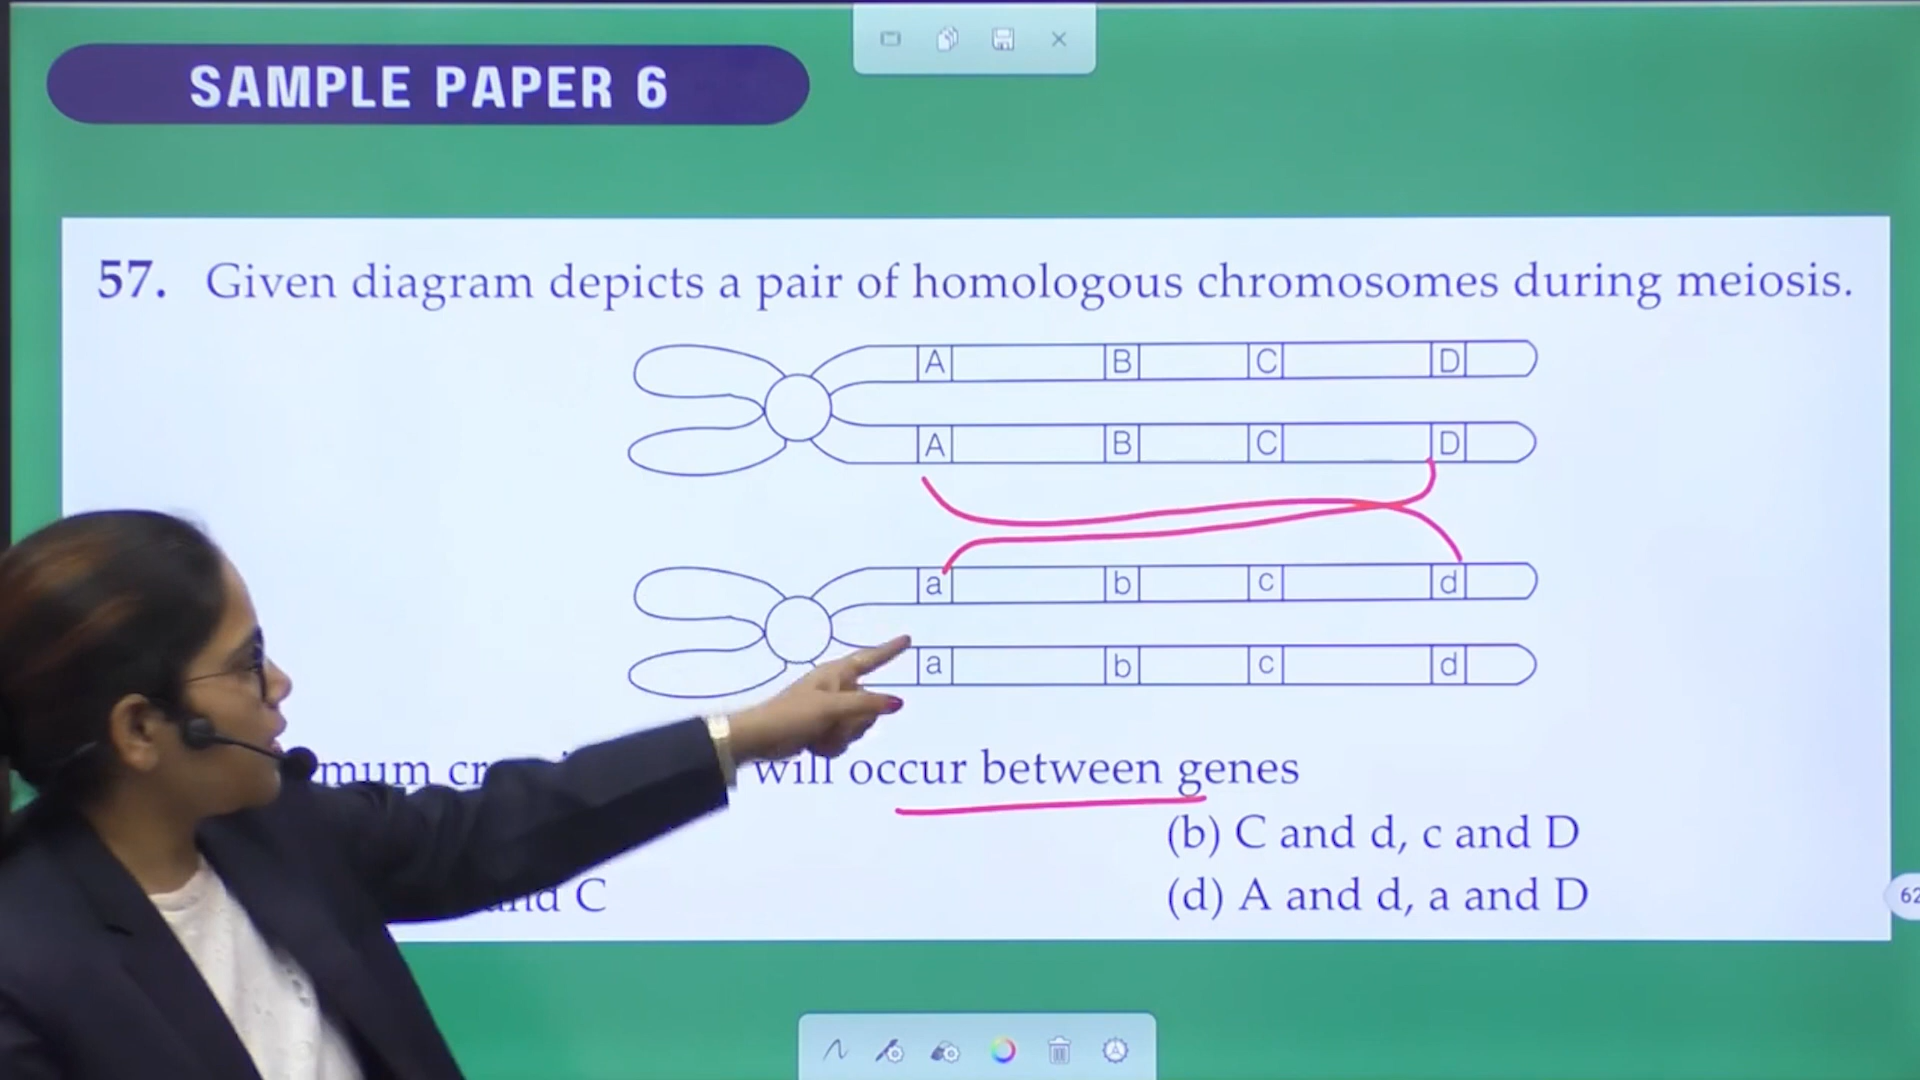 SAMPLE PAPER 6
57. Given diagram depicts a pair of homologous chromosomes during meiosis.
A B C D
A B C D
a b c d
a b c d
will occur between genes
(b) C and d, c and D
C (d) A and d, a and D
62